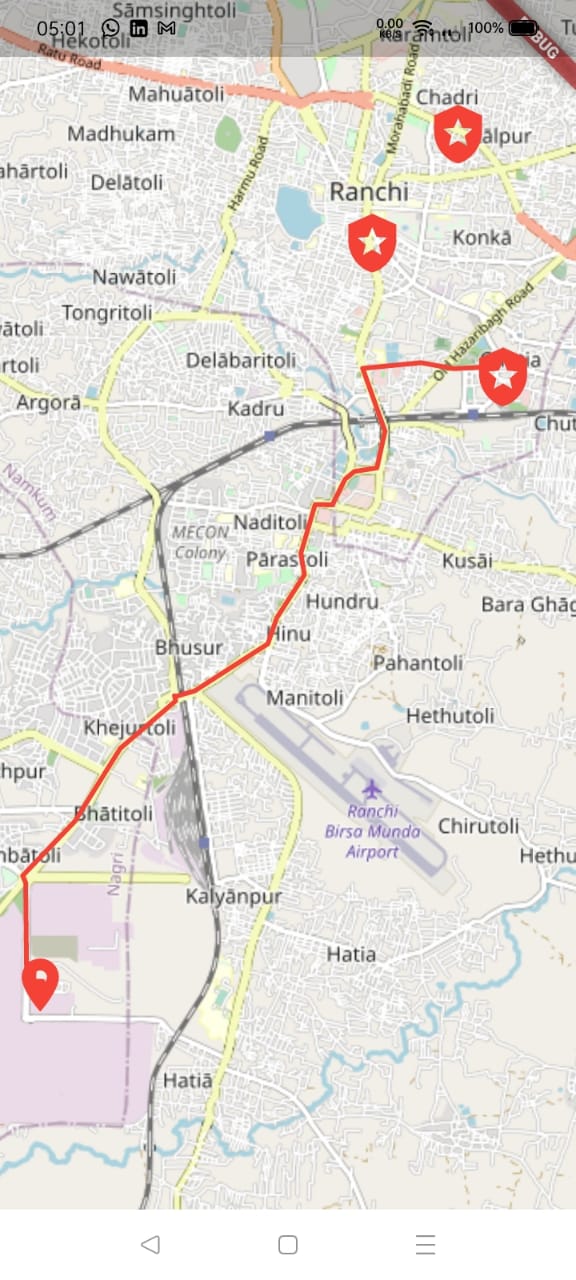 Sāmsinghtoli
05:01
0.00
KB/S
100%
BUG
Hekotoli
Karamtoli
Ratu Road
Mahuātoli
Chadri
Morahabadi Road
Madhukam
ālpur
ahārtoli
Delātoli
Harmu Road
Ranchi
Konkā
Nawātoli
Tongritoli
vātoli
Old Hazaribagh Road
rtoli
Delābaritoli
Argorā
Kadru
Chut
Namkum
Naditoli
MECON
Colony
Pārastoli
Kusāi
Hundru
Bara Ghāg
Hinu
Bhusur
Pahantoli
Manitoli
Hethutoli
Khejurtoli
hpur
Ranchi
Birsa Munda
Airport
Bhātitoli
Chirutoli
nbātoli
Hethu
Nagri
Kalyānpur
Hatia
Hatiā